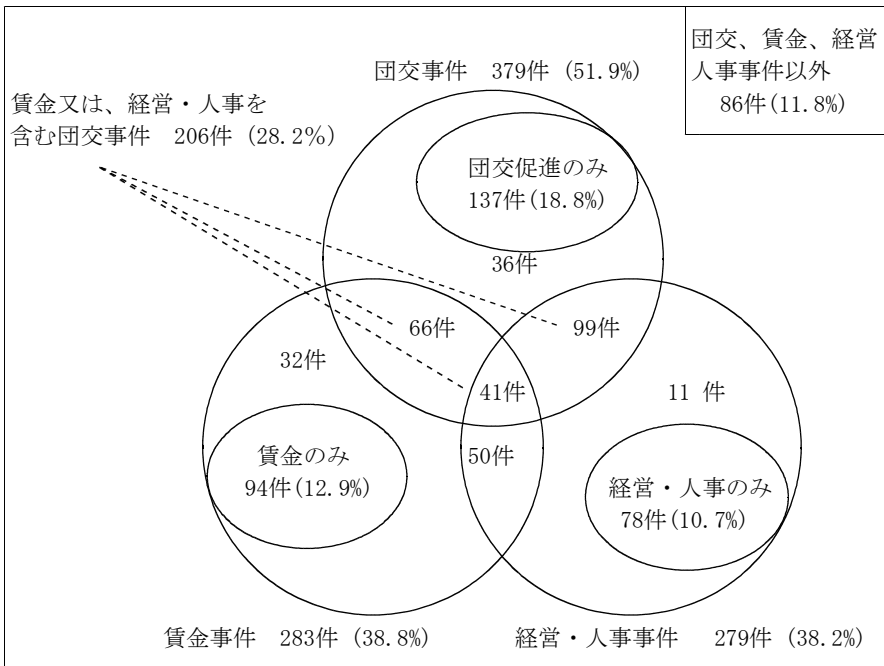 団交、賃金、経営
人事事件以外
86件(11.8%)
団交事件 379件 (51.9%)
賃金又は、経営・人事を
含む団交事件 206件 (28.2%)
団交促進のみ
137件(18.8%)
36件
66件
99件
32件
41件
11 件
賃金のみ
94件(12.9%)
50件
経営・人事のみ
78件(10.7%)
賃金事件 283件 (38.8%)
経営・人事事件 279件 (38.2%)